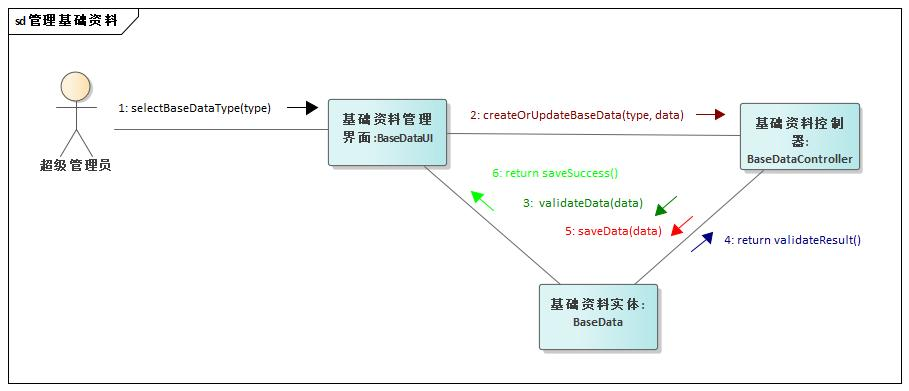 sd 管理基础资料
1: selectBaseDataType(type)
超级管理员
基础资料管理
界面:BaseDataUI
2: createOrUpdateBaseData(type, data)
基础资料控制
器:
BaseDataController
6: return saveSuccess()
3: validateData(data)
5: saveData(data)
4: return validateResult()
基础资料实体:
BaseData